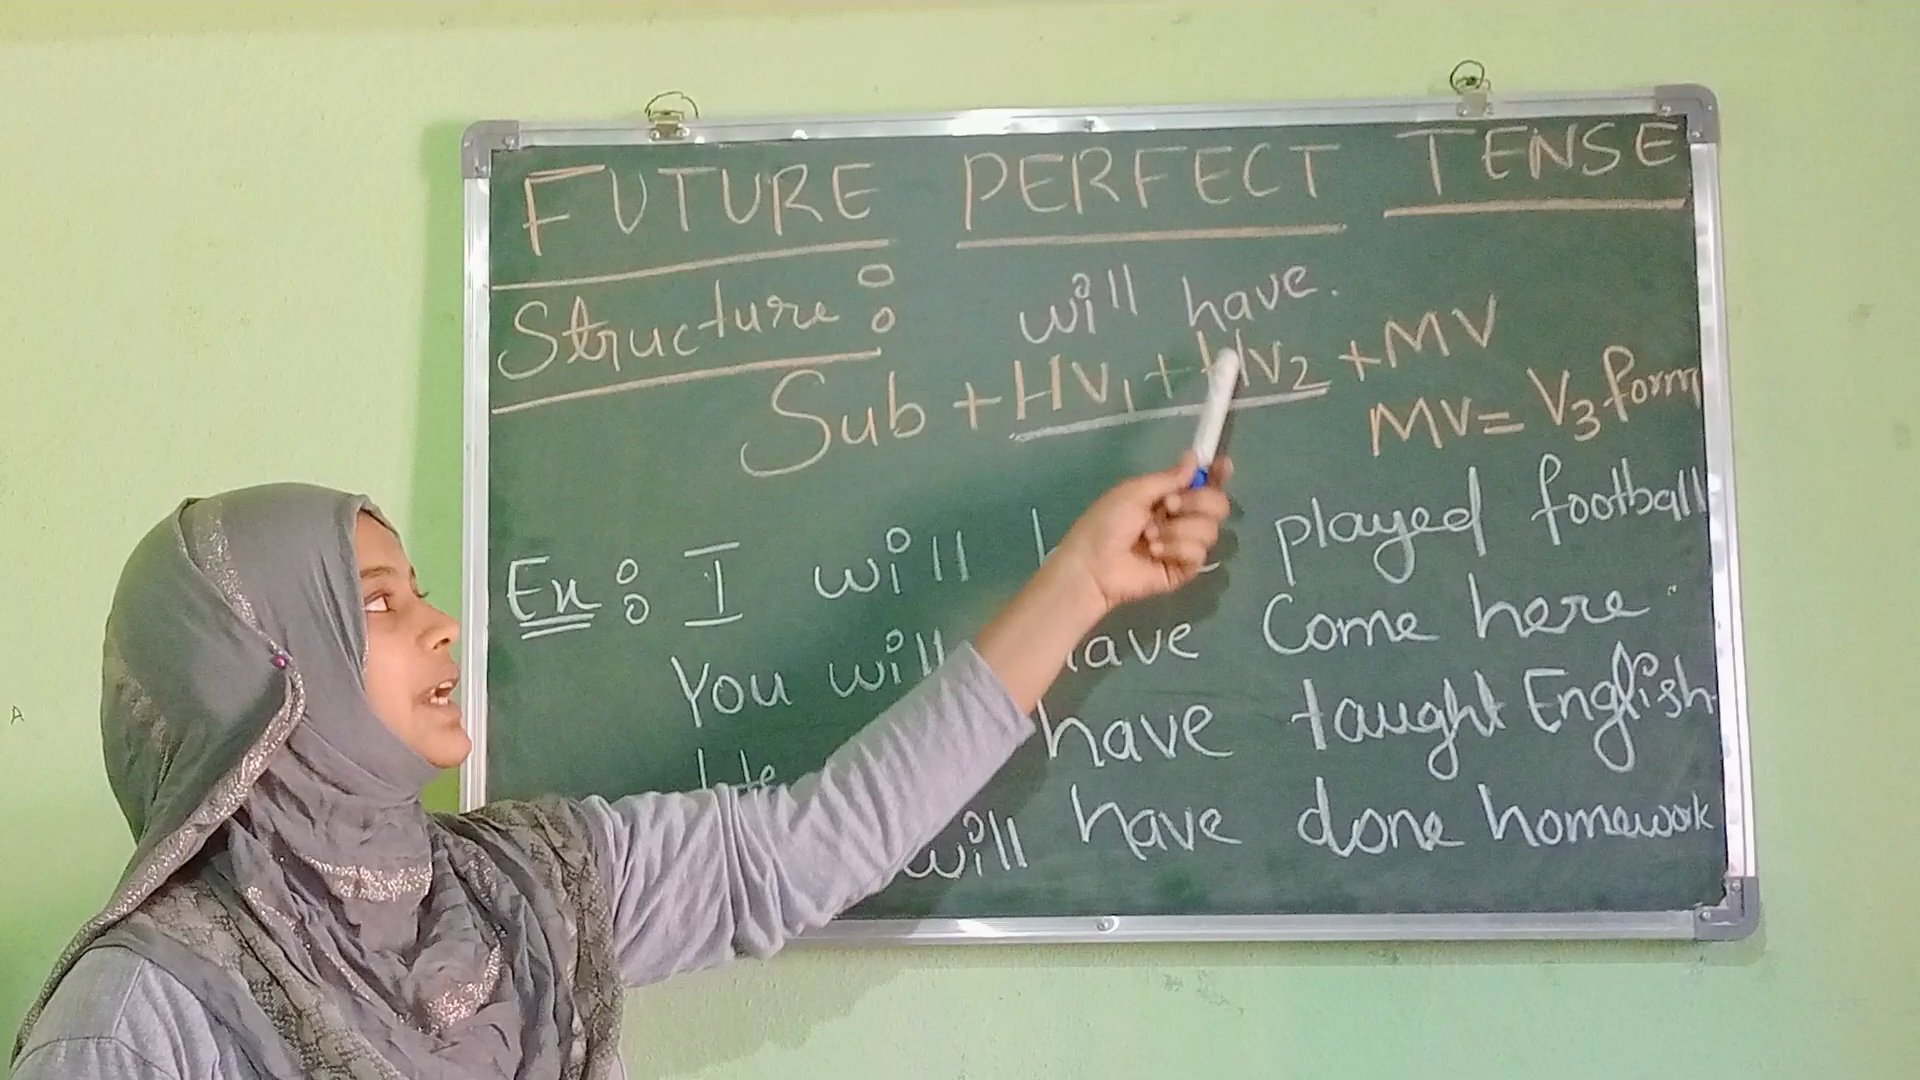 FUTURE PERFECT TENSE
Structure:
will have.
Sub + HV₁ + HV₂ + MV
MV = V₃ form
Ex: I will played football
You will have Come here.
He have taught English.
will have done homework